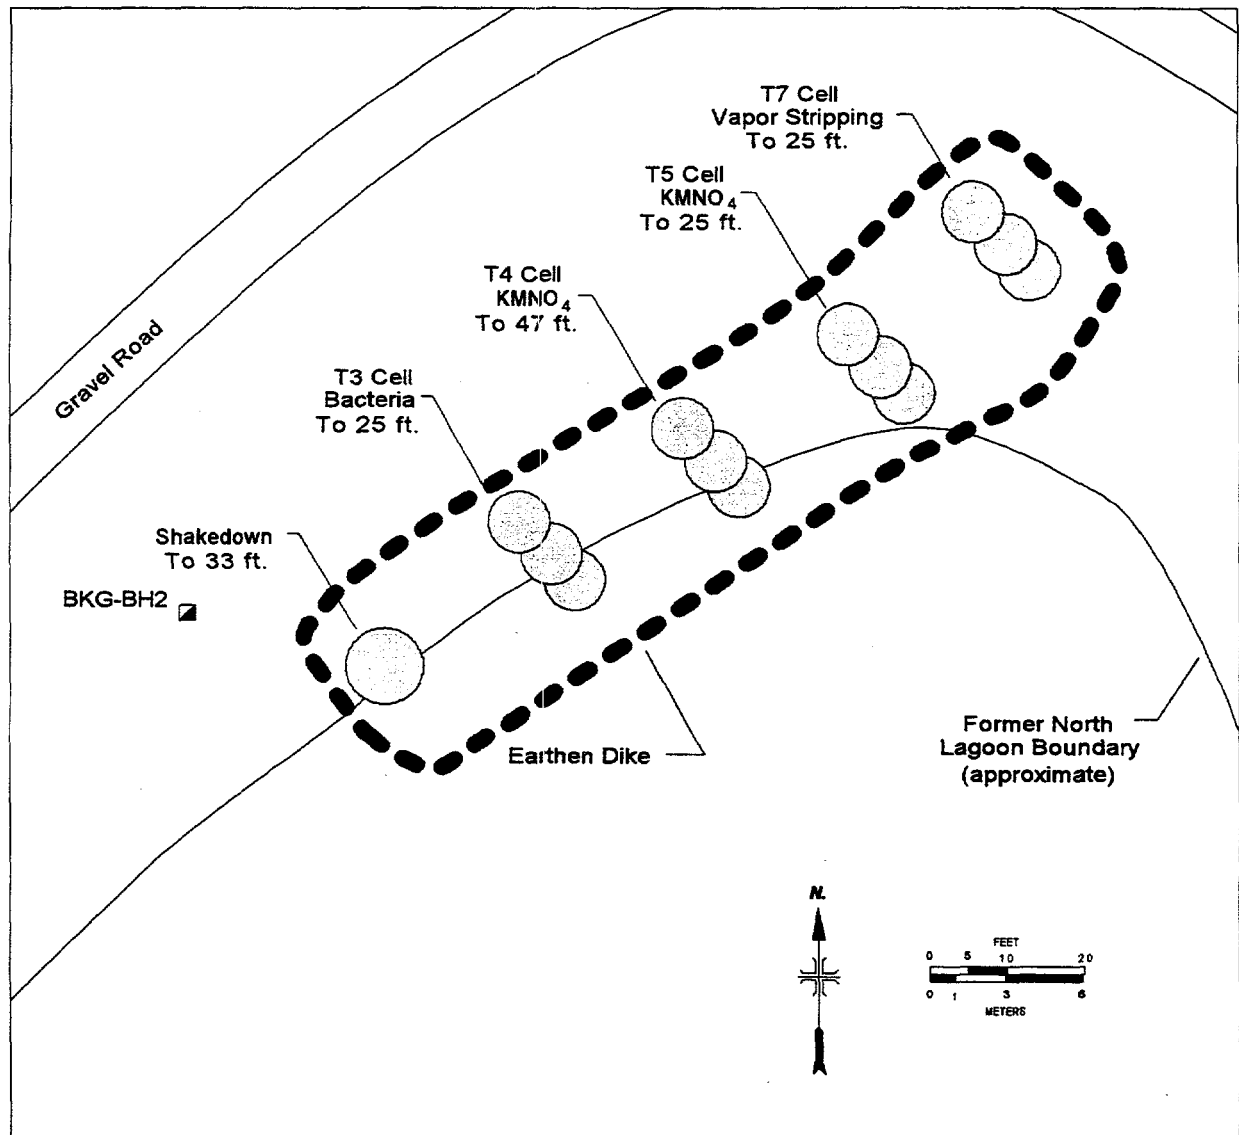 T7 Cell
Vapor Stripping
To 25 ft.
T5 Cell
KMNO4
To 25 ft.
T4 Cell
KMNO4
To 47 ft.
Gravel Road
T3 Cell
Bacteria
To 25 ft.
Shakedown
To 33 ft.
BKG-BH2
Earthen Dike
Former North
Lagoon Boundary
(approximate)
N.
FEET
0 5 10 20
0 1 3 6
METERS